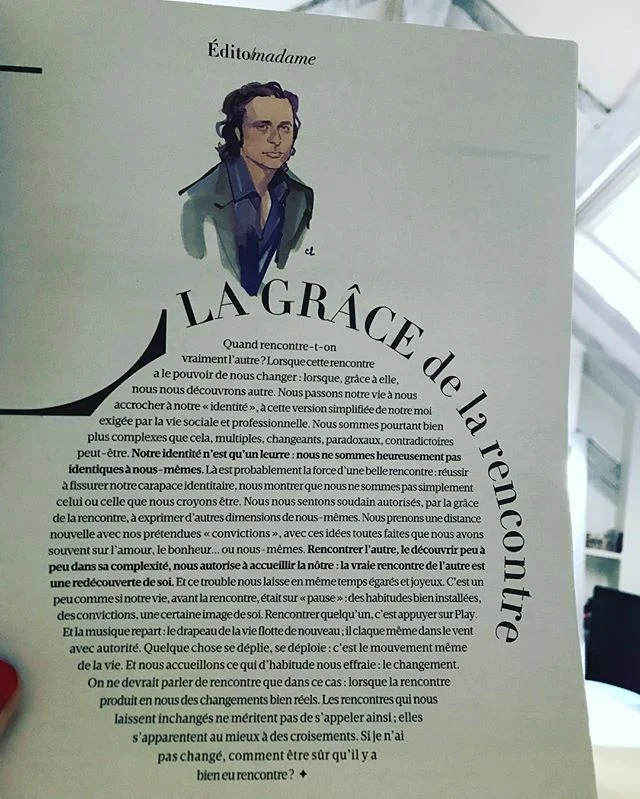 Édito/madame
cl
LA GRÂCE de la rencontre
Quand rencontre-t-on
vraiment l'autre ? Lorsque cette rencontre
a le pouvoir de nous changer : lorsque, grâce à elle,
nous nous découvrons autre. Nous passons notre vie à nous
accrocher à notre « identité », à cette version simplifiée de notre moi
exigée par la vie sociale et professionnelle. Nous sommes pourtant bien
plus complexes que cela, multiples, changeants, paradoxaux, contradictoires
peut-être. Notre identité n'est qu'un leurre : nous ne sommes heureusement pas
identiques à nous-mêmes. Là est probablement la force d'une belle rencontre : réussir
à fissurer notre carapace identitaire, nous montrer que nous ne sommes pas simplement
celui ou celle que nous croyons être. Nous nous sentons soudain autorisés, par la grâce
de la rencontre, à exprimer d'autres dimensions de nous-mêmes. Nous prenons une distance
nouvelle avec nos prétendues « convictions », avec ces idées toutes faites que nous avons
souvent sur l'amour, le bonheur... ou nous-mêmes. Rencontrer l'autre, le découvrir peu à
peu dans sa complexité, nous autorise à accueillir la nôtre : la vraie rencontre de l'autre est
une redécouverte de soi. Et ce trouble nous laisse en même temps égarés et joyeux. C'est un
peu comme si notre vie, avant la rencontre, était sur « pause » : des habitudes bien installées,
des convictions, une certaine image de soi. Rencontrer quelqu'un, c'est appuyer sur Play.
Et la musique repart : le drapeau de la vie flotte de nouveau ; il claque même dans le vent
avec autorité. Quelque chose se déplie, se déploie : c'est le mouvement même
de la vie. Et nous accueillons ce qui d'habitude nous effraie : le changement.
On ne devrait parler de rencontre que dans ce cas : lorsque la rencontre
produit en nous des changements bien réels. Les rencontres qui nous
laissent inchangés ne méritent pas de s'appeler ainsi ; elles
s'apparentent au mieux à des croisements. Si je n'ai
pas changé, comment être sûr qu'il y a
bien eu rencontre ? ✦